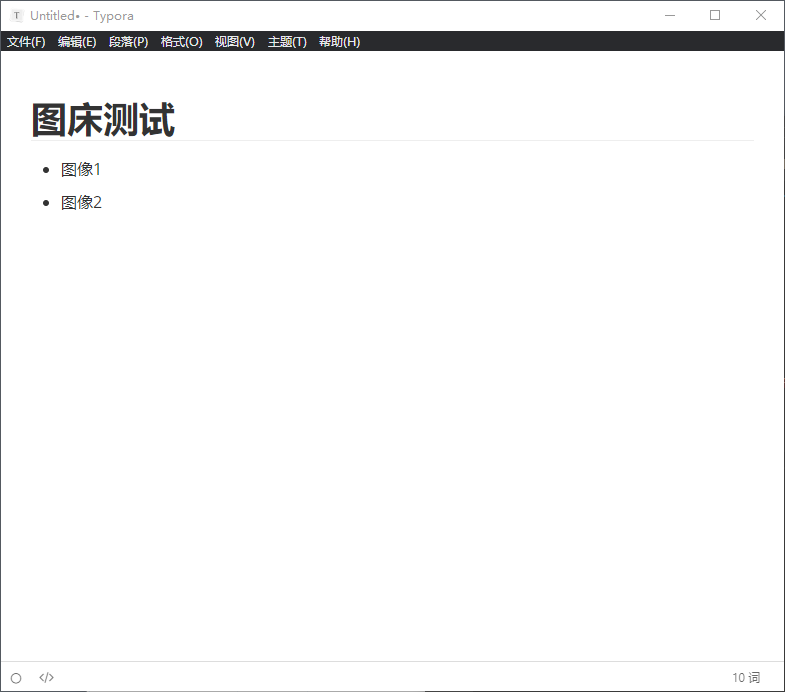 T Untitled• - Typora
文件(F) 编辑(E) 段落(P) 格式(O) 视图(V) 主题(T) 帮助(H)
图床测试
• 图像1
• 图像2
</> 10 词